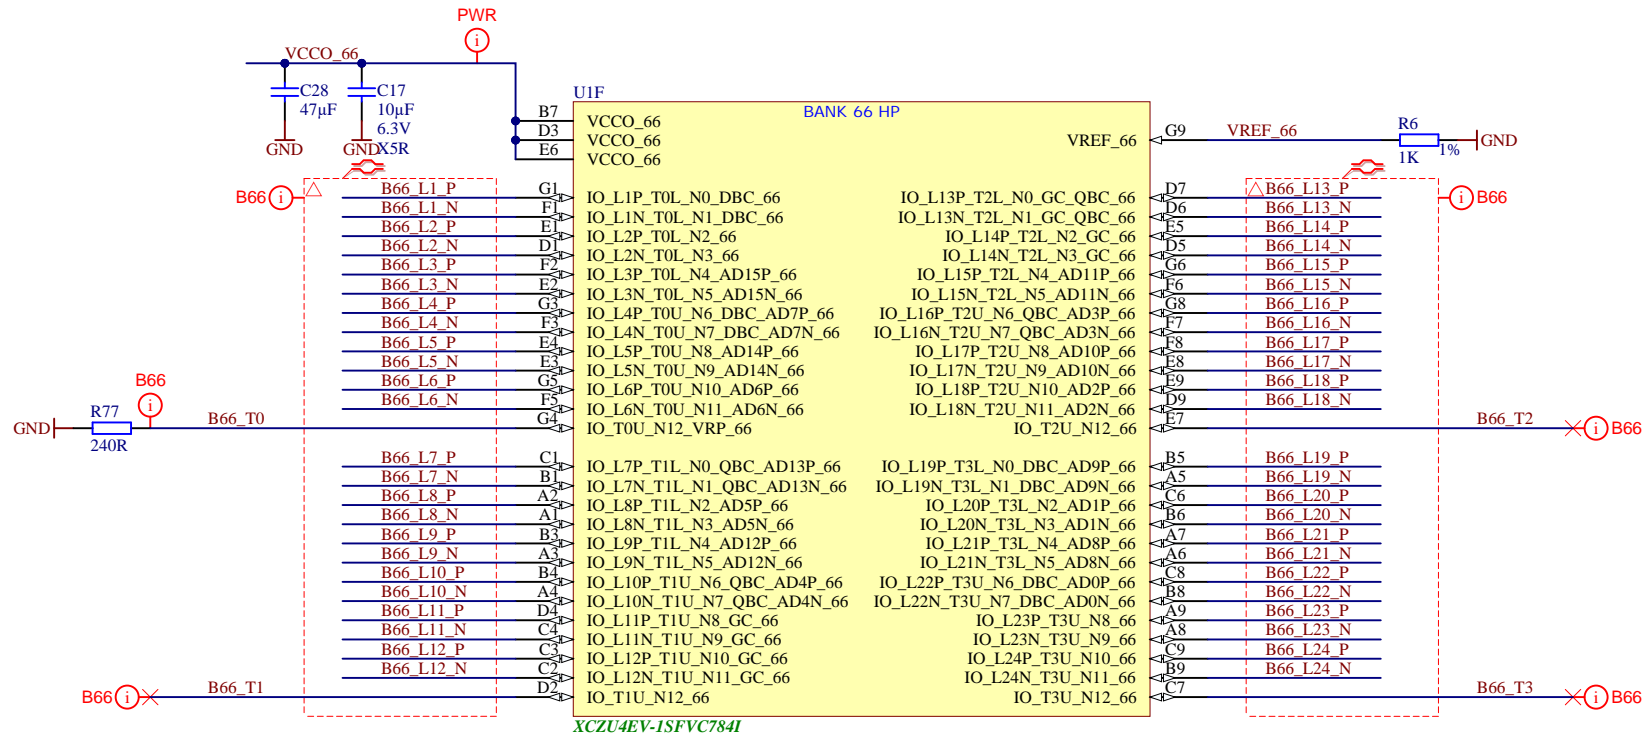 PWR
i
VCCO_66
C28
47µF
GND
C17
10µF
6.3V
X5R
GND
U1F
BANK 66 HP
B7 VCCO_66
D3 VCCO_66
E6 VCCO_66
VREF_66 G9 VREF_66 R6 1K 1% GND
B66 i
i B66
B66_L1_P G1 IO_L1P_T0L_N0_DBC_66 IO_L13P_T2L_N0_GC_QBC_66 D7 B66_L13_P
B66_L1_N F1 IO_L1N_T0L_N1_DBC_66 IO_L13N_T2L_N1_GC_QBC_66 D6 B66_L13_N
B66_L2_P E1 IO_L2P_T0L_N2_66 IO_L14P_T2L_N2_GC_66 E5 B66_L14_P
B66_L2_N D1 IO_L2N_T0L_N3_66 IO_L14N_T2L_N3_GC_66 D5 B66_L14_N
B66_L3_P F2 IO_L3P_T0L_N4_AD15P_66 IO_L15P_T2L_N4_AD11P_66 G6 B66_L15_P
B66_L3_N E2 IO_L3N_T0L_N5_AD15N_66 IO_L15N_T2L_N5_AD11N_66 F6 B66_L15_N
B66_L4_P G3 IO_L4P_T0U_N6_DBC_AD7P_66 IO_L16P_T2U_N6_QBC_AD3P_66 G8 B66_L16_P
B66_L4_N F3 IO_L4N_T0U_N7_DBC_AD7N_66 IO_L16N_T2U_N7_QBC_AD3N_66 F7 B66_L16_N
B66_L5_P E4 IO_L5P_T0U_N8_AD14P_66 IO_L17P_T2U_N8_AD10P_66 F8 B66_L17_P
B66_L5_N E3 IO_L5N_T0U_N9_AD14N_66 IO_L17N_T2U_N9_AD10N_66 E8 B66_L17_N
B66_L6_P G5 IO_L6P_T0U_N10_AD6P_66 IO_L18P_T2U_N10_AD2P_66 E9 B66_L18_P
B66_L6_N F5 IO_L6N_T0U_N11_AD6N_66 IO_L18N_T2U_N11_AD2N_66 D9 B66_L18_N
B66
i
GND R77 240R B66_T0 G4 IO_T0U_N12_VRP_66 IO_T2U_N12_66 E7 B66_T2 i B66
B66_L7_P C1 IO_L7P_T1L_N0_QBC_AD13P_66 IO_L19P_T3L_N0_DBC_AD9P_66 B5 B66_L19_P
B66_L7_N B1 IO_L7N_T1L_N1_QBC_AD13N_66 IO_L19N_T3L_N1_DBC_AD9N_66 A5 B66_L19_N
B66_L8_P A2 IO_L8P_T1L_N2_AD5P_66 IO_L20P_T3L_N2_AD1P_66 C6 B66_L20_P
B66_L8_N A1 IO_L8N_T1L_N3_AD5N_66 IO_L20N_T3L_N3_AD1N_66 B6 B66_L20_N
B66_L9_P B3 IO_L9P_T1L_N4_AD12P_66 IO_L21P_T3L_N4_AD8P_66 A7 B66_L21_P
B66_L9_N A3 IO_L9N_T1L_N5_AD12N_66 IO_L21N_T3L_N5_AD8N_66 A6 B66_L21_N
B66_L10_P B4 IO_L10P_T1U_N6_QBC_AD4P_66 IO_L22P_T3U_N6_DBC_AD0P_66 C8 B66_L22_P
B66_L10_N A4 IO_L10N_T1U_N7_QBC_AD4N_66 IO_L22N_T3U_N7_DBC_AD0N_66 B8 B66_L22_N
B66_L11_P D4 IO_L11P_T1U_N8_GC_66 IO_L23P_T3U_N8_66 A9 B66_L23_P
B66_L11_N C4 IO_L11N_T1U_N9_GC_66 IO_L23N_T3U_N9_66 A8 B66_L23_N
B66_L12_P C3 IO_L12P_T1U_N10_GC_66 IO_L24P_T3U_N10_66 C9 B66_L24_P
B66_L12_N C2 IO_L12N_T1U_N11_GC_66 IO_L24N_T3U_N11_66 B9 B66_L24_N
B66 i B66_T1 D2 IO_T1U_N12_66 IO_T3U_N12_66 C7 B66_T3 i B66
XCZU4EV-1SFVC784I